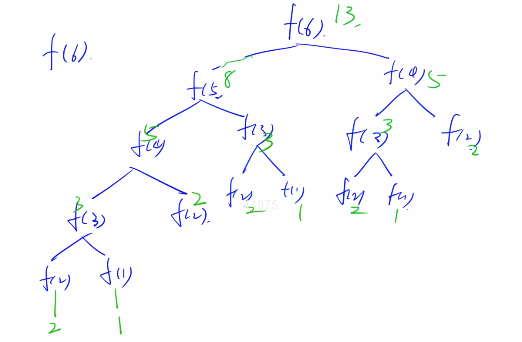 f(6) 13
f(6).
f(5) 8 f(4) 5
f(4) 5 f(3) 3 f(3) 3 f(2) 2
f(3) 3 f(2) 2 f(2) 2 f(1) 1 f(2) 2 f(1) 1
f(2) f(1)
2 1